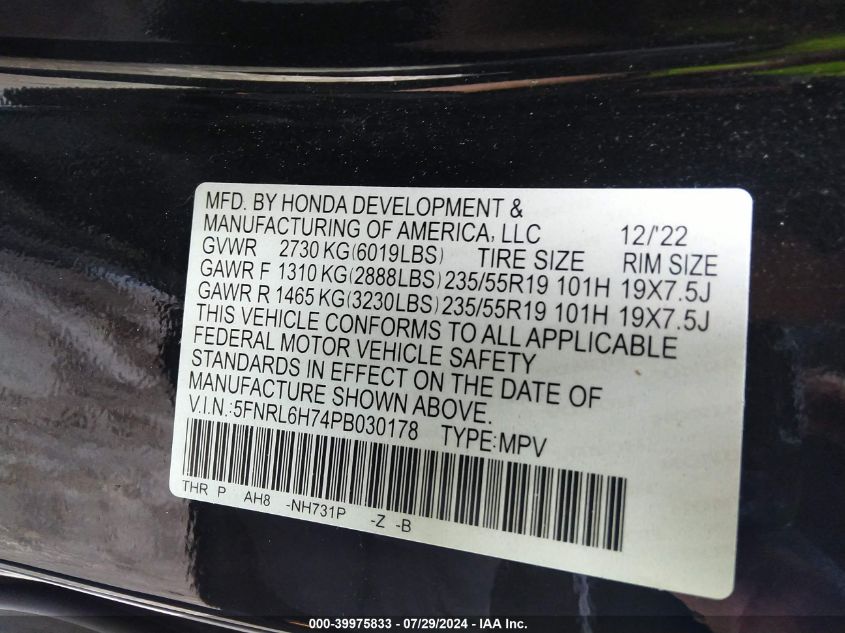 MFD. BY HONDA DEVELOPMENT &
MANUFACTURING OF AMERICA, LLC 12/'22
GVWR 2730 KG(6019LBS) TIRE SIZE RIM SIZE
GAWR F 1310 KG(2888LBS) 235/55R19 101H 19X7.5J
GAWR R 1465 KG(3230LBS) 235/55R19 101H 19X7.5J
THIS VEHICLE CONFORMS TO ALL APPLICABLE
FEDERAL MOTOR VEHICLE SAFETY
STANDARDS IN EFFECT ON THE DATE OF
MANUFACTURE SHOWN ABOVE.
V.I.N.:5FNRL6H74PB030178 TYPE:MPV
THR P AH8 -NH731P -Z -B
000-39975833 / 07/29/2024 - IAA Inc.